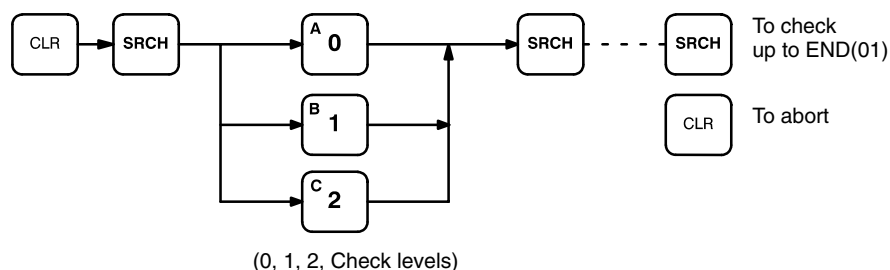 CLR
SRCH
A 0
SRCH
SRCH
To check
up to END(01)
B 1
CLR
To abort
C 2
(0, 1, 2, Check levels)